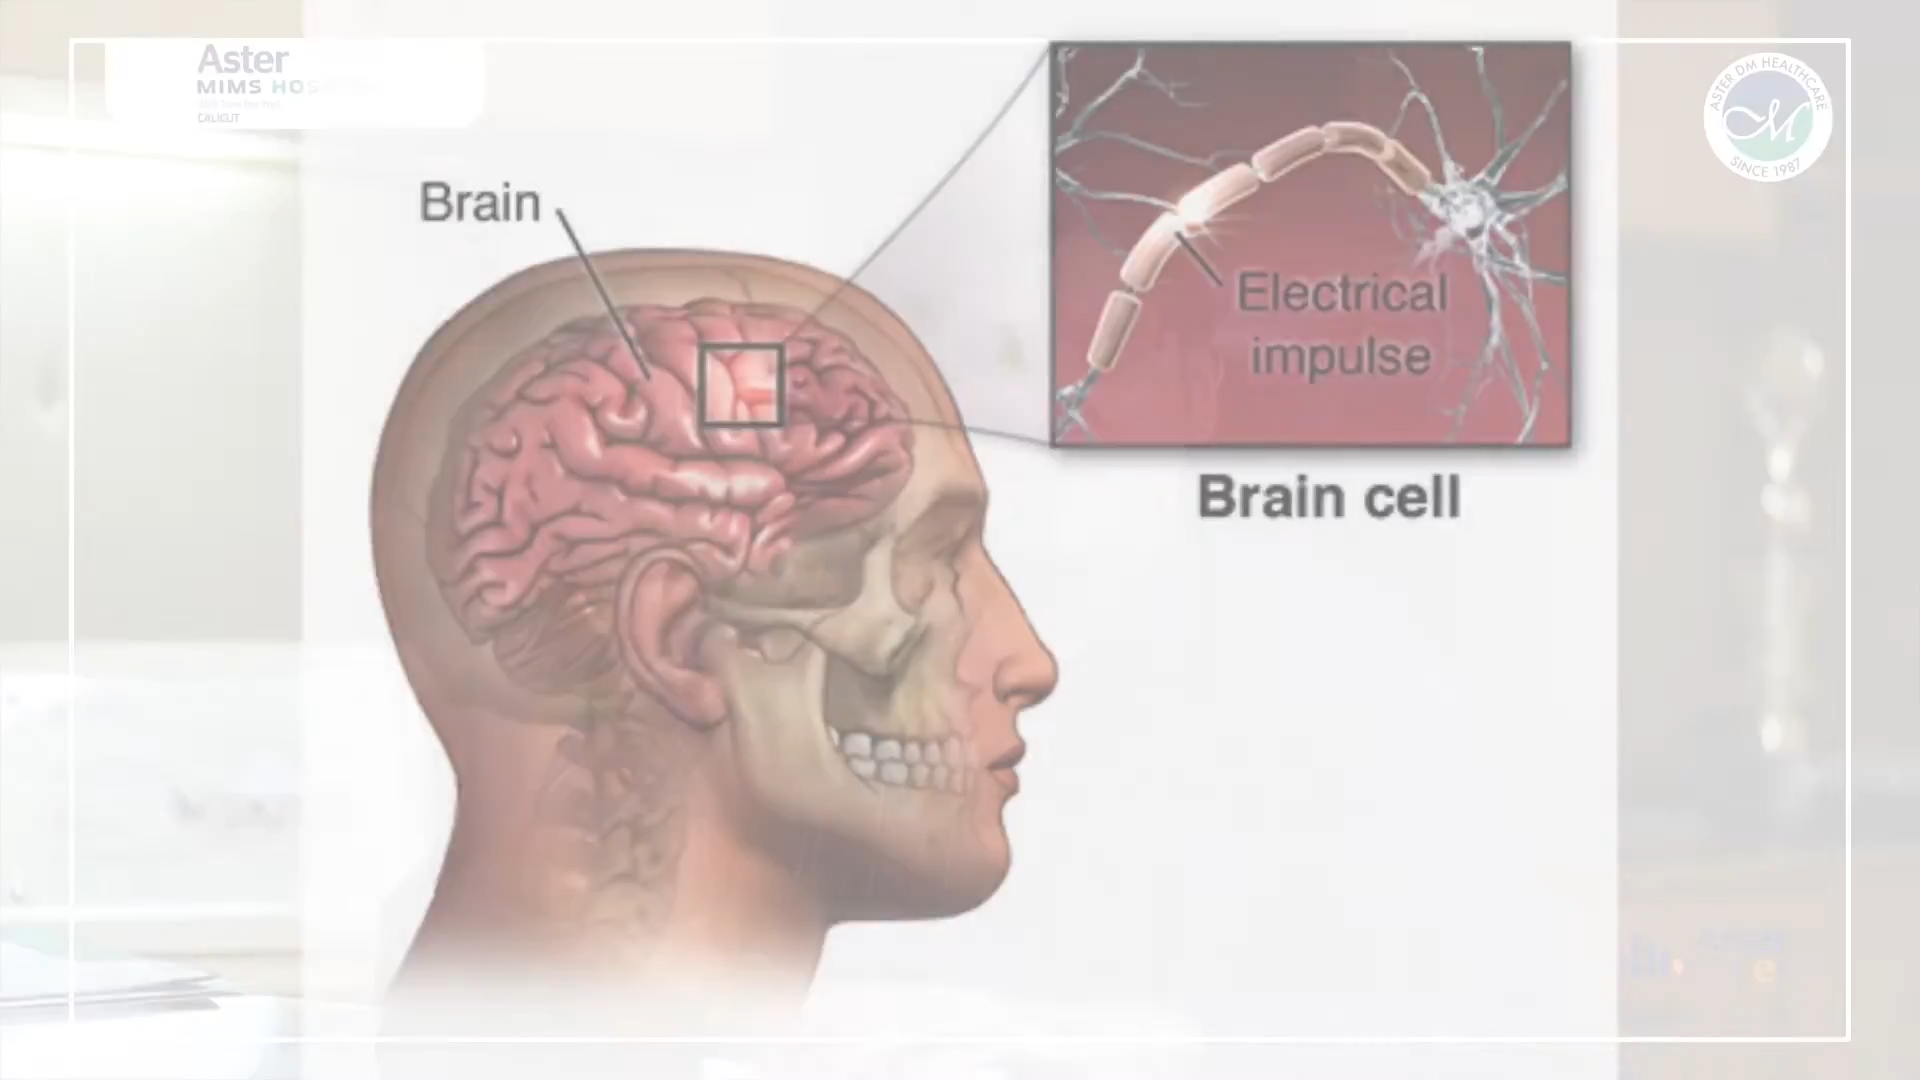 Aster
MIMS HOS
CALICUT
ASTER DM HEALTHCARE
SINCE 1987
Brain
Electrical
impulse
Brain cell